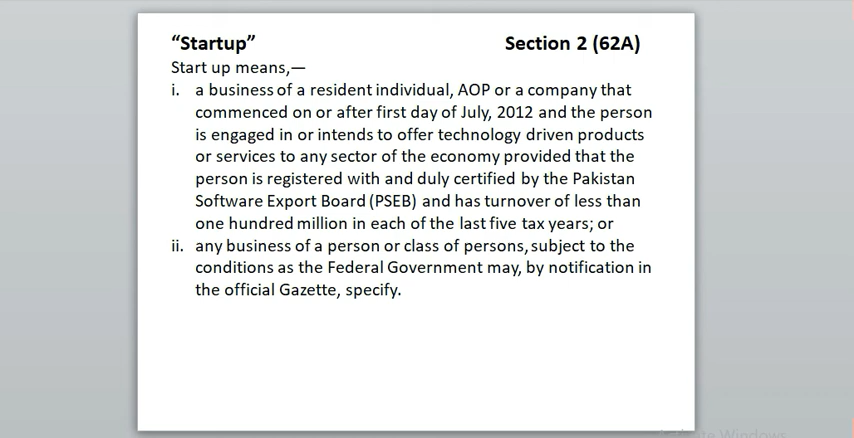 “Startup” Section 2 (62A)
Start up means,—
i. a business of a resident individual, AOP or a company that
commenced on or after first day of July, 2012 and the person
is engaged in or intends to offer technology driven products
or services to any sector of the economy provided that the
person is registered with and duly certified by the Pakistan
Software Export Board (PSEB) and has turnover of less than
one hundred million in each of the last five tax years; or
ii. any business of a person or class of persons, subject to the
conditions as the Federal Government may, by notification in
the official Gazette, specify.
Windows